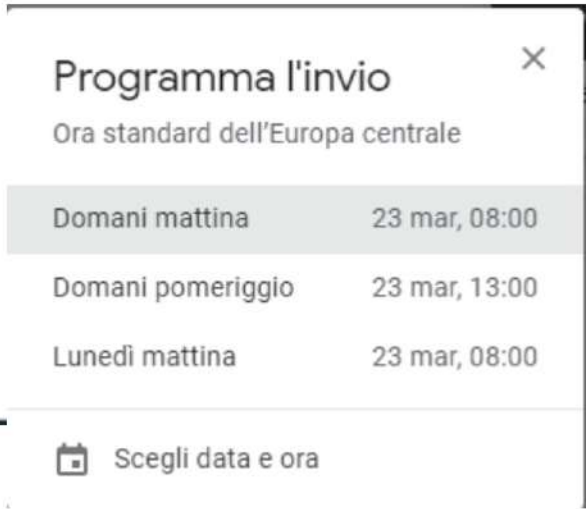 Programma l'invio
Ora standard dell'Europa centrale
Domani mattina 23 mar, 08:00
Domani pomeriggio 23 mar, 13:00
Lunedì mattina 23 mar, 08:00
Scegli data e ora